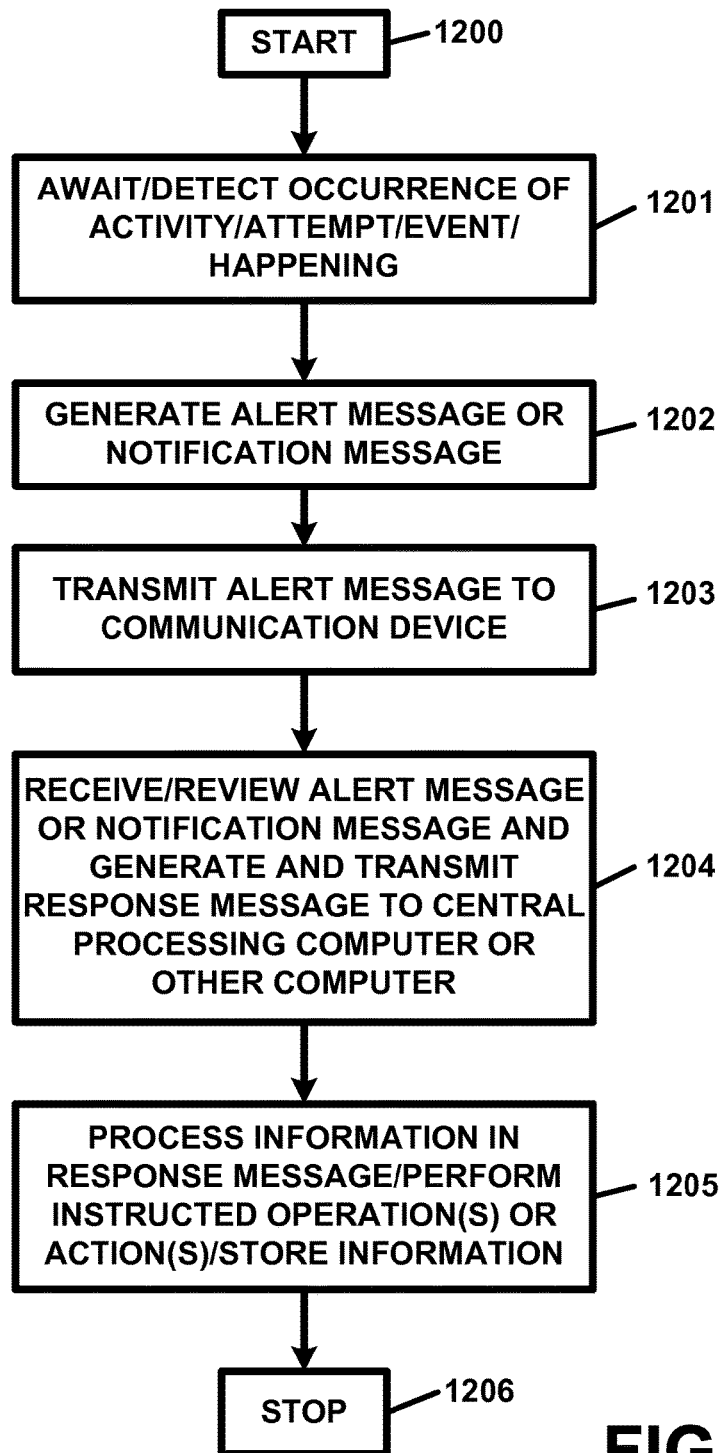 START
1200
AWAIT/DETECT OCCURRENCE OF
ACTIVITY/ATTEMPT/EVENT/
HAPPENING
1201
GENERATE ALERT MESSAGE OR
NOTIFICATION MESSAGE
1202
TRANSMIT ALERT MESSAGE TO
COMMUNICATION DEVICE
1203
RECEIVE/REVIEW ALERT MESSAGE
OR NOTIFICATION MESSAGE AND
GENERATE AND TRANSMIT
RESPONSE MESSAGE TO CENTRAL
PROCESSING COMPUTER OR
OTHER COMPUTER
1204
PROCESS INFORMATION IN
RESPONSE MESSAGE/PERFORM
INSTRUCTED OPERATION(S) OR
ACTION(S)/STORE INFORMATION
1205
STOP
1206
FIG